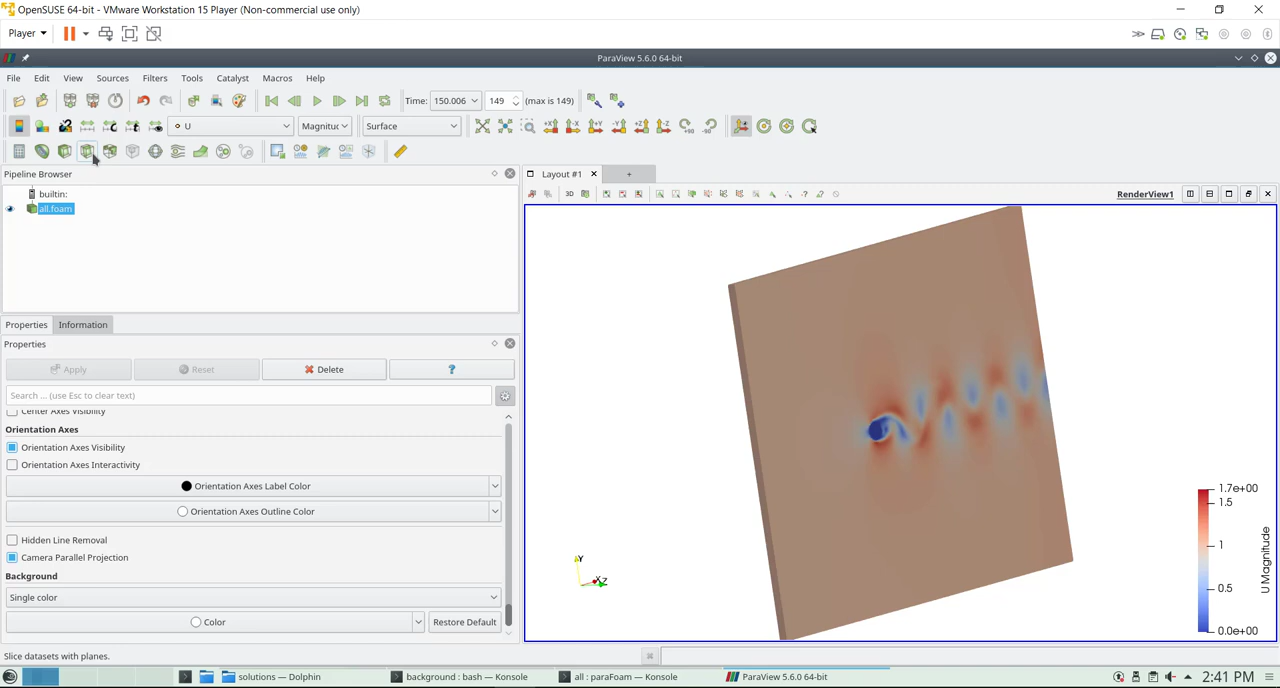 OpenSUSE 64-bit - VMware Workstation 15 Player (Non-commercial use only)
Player
ParaView 5.6.0 64-bit
File Edit View Sources Filters Tools Catalyst Macros Help
Time: 150.006 149 (max is 149)
U Magnituc Surface
+X -X +Y -Y +Z -Z +90 -90
Pipeline Browser
builtin:
all.foam
Layout #1
+
3D
RenderView1
Properties Information
Properties
Apply Reset Delete ?
Search ... (use Esc to clear text)
Center Axes Visibility
Orientation Axes
Orientation Axes Visibility
Orientation Axes Interactivity
Orientation Axes Label Color
Orientation Axes Outline Color
Hidden Line Removal
Camera Parallel Projection
Background
Single color
Color Restore Default
Y
X
Z
1.7e+00
1.5
1
0.5
0.0e+00
U Magnitude
Slice datasets with planes.
solutions — Dolphin
background : bash — Konsole
all : paraFoam — Konsole
ParaView 5.6.0 64-bit
2:41 PM